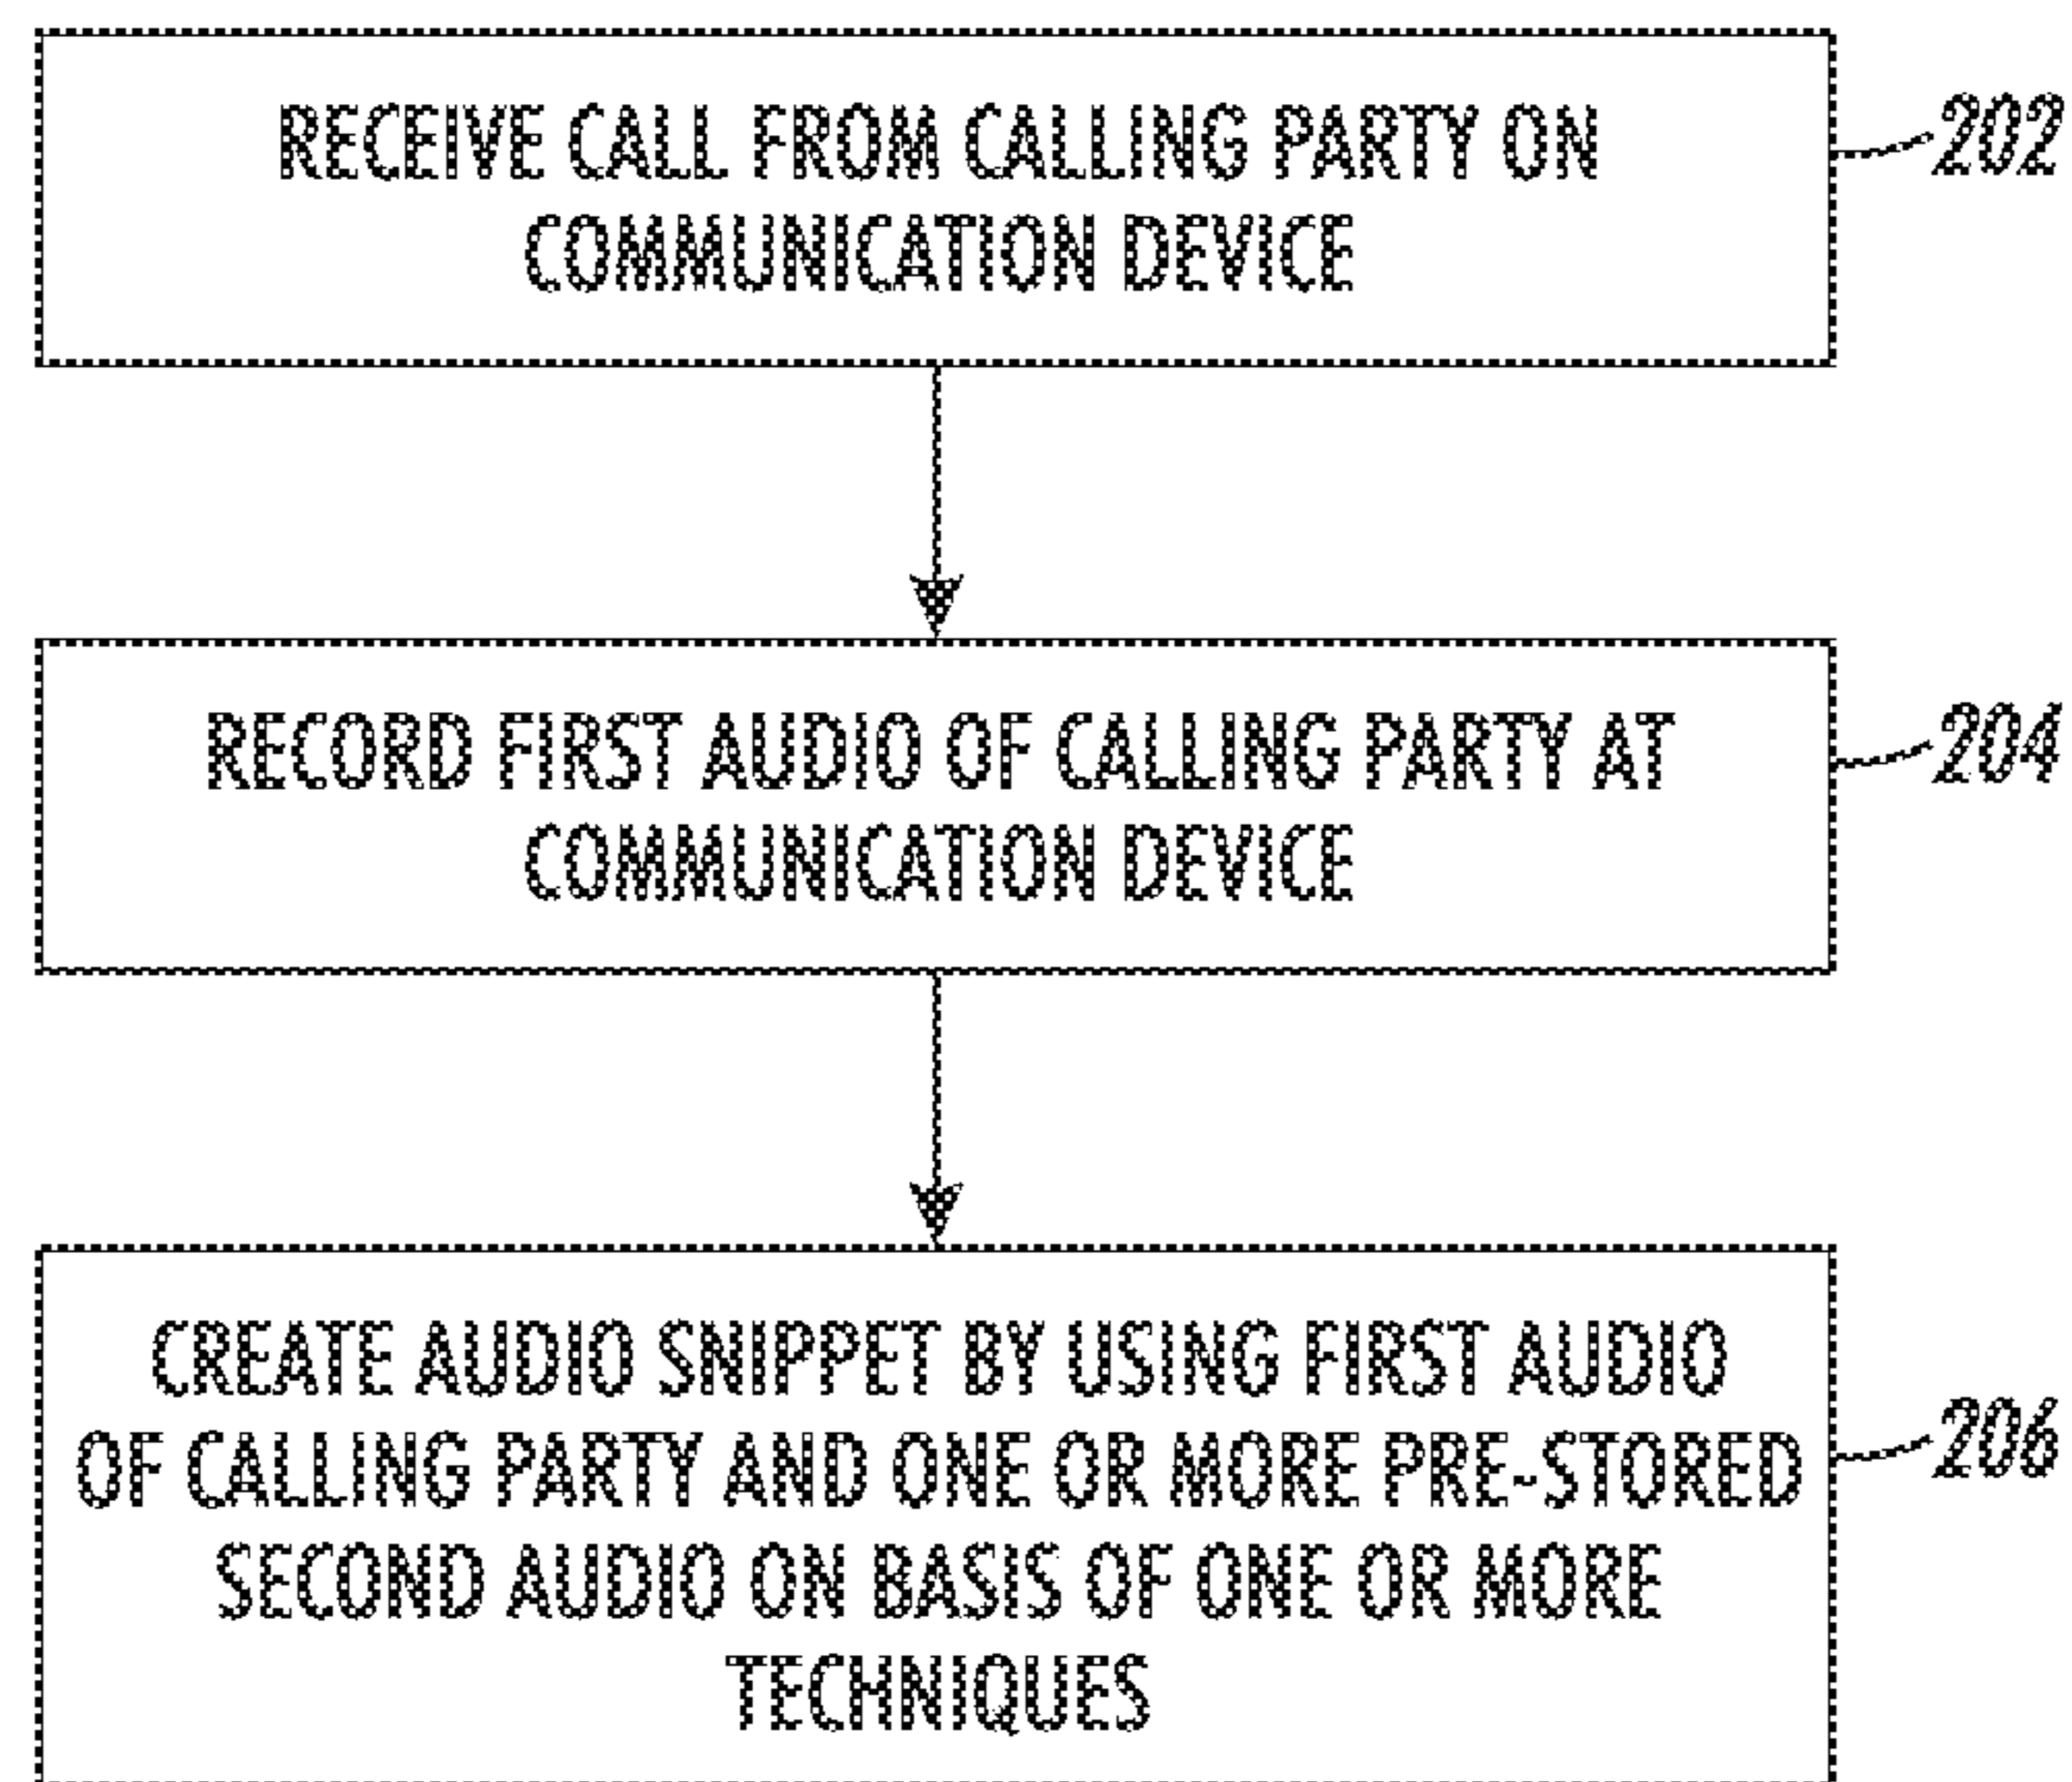 RECEIVE CALL FROM CALLING PARTY ON
COMMUNICATION DEVICE
202
RECORD FIRST AUDIO OF CALLING PARTY AT
COMMUNICATION DEVICE
204
CREATE AUDIO SNIPPET BY USING FIRST AUDIO
OF CALLING PARTY AND ONE OR MORE PRE-STORED
SECOND AUDIO ON BASIS OF ONE OR MORE
TECHNIQUES
206